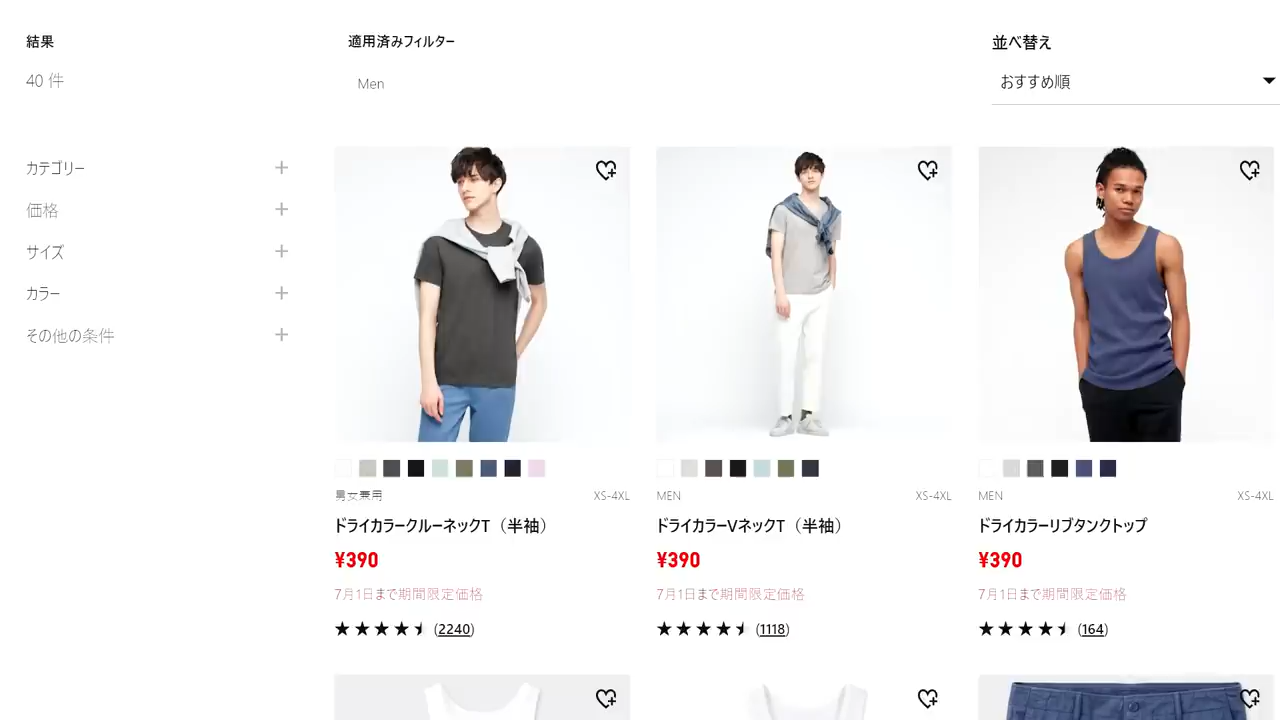 結果
適用済みフィルター
並べ替え
40 件
Men
おすすめ順
カテゴリー
価格
サイズ
カラー
その他の条件
男女兼用 XS-4XL
ドライカラークルーネックT（半袖）
¥390
7月1日まで期間限定価格
(2240)
MEN XS-4XL
ドライカラーVネックT（半袖）
¥390
7月1日まで期間限定価格
(1118)
MEN XS-4XL
ドライカラーリブタンクトップ
¥390
7月1日まで期間限定価格
(164)